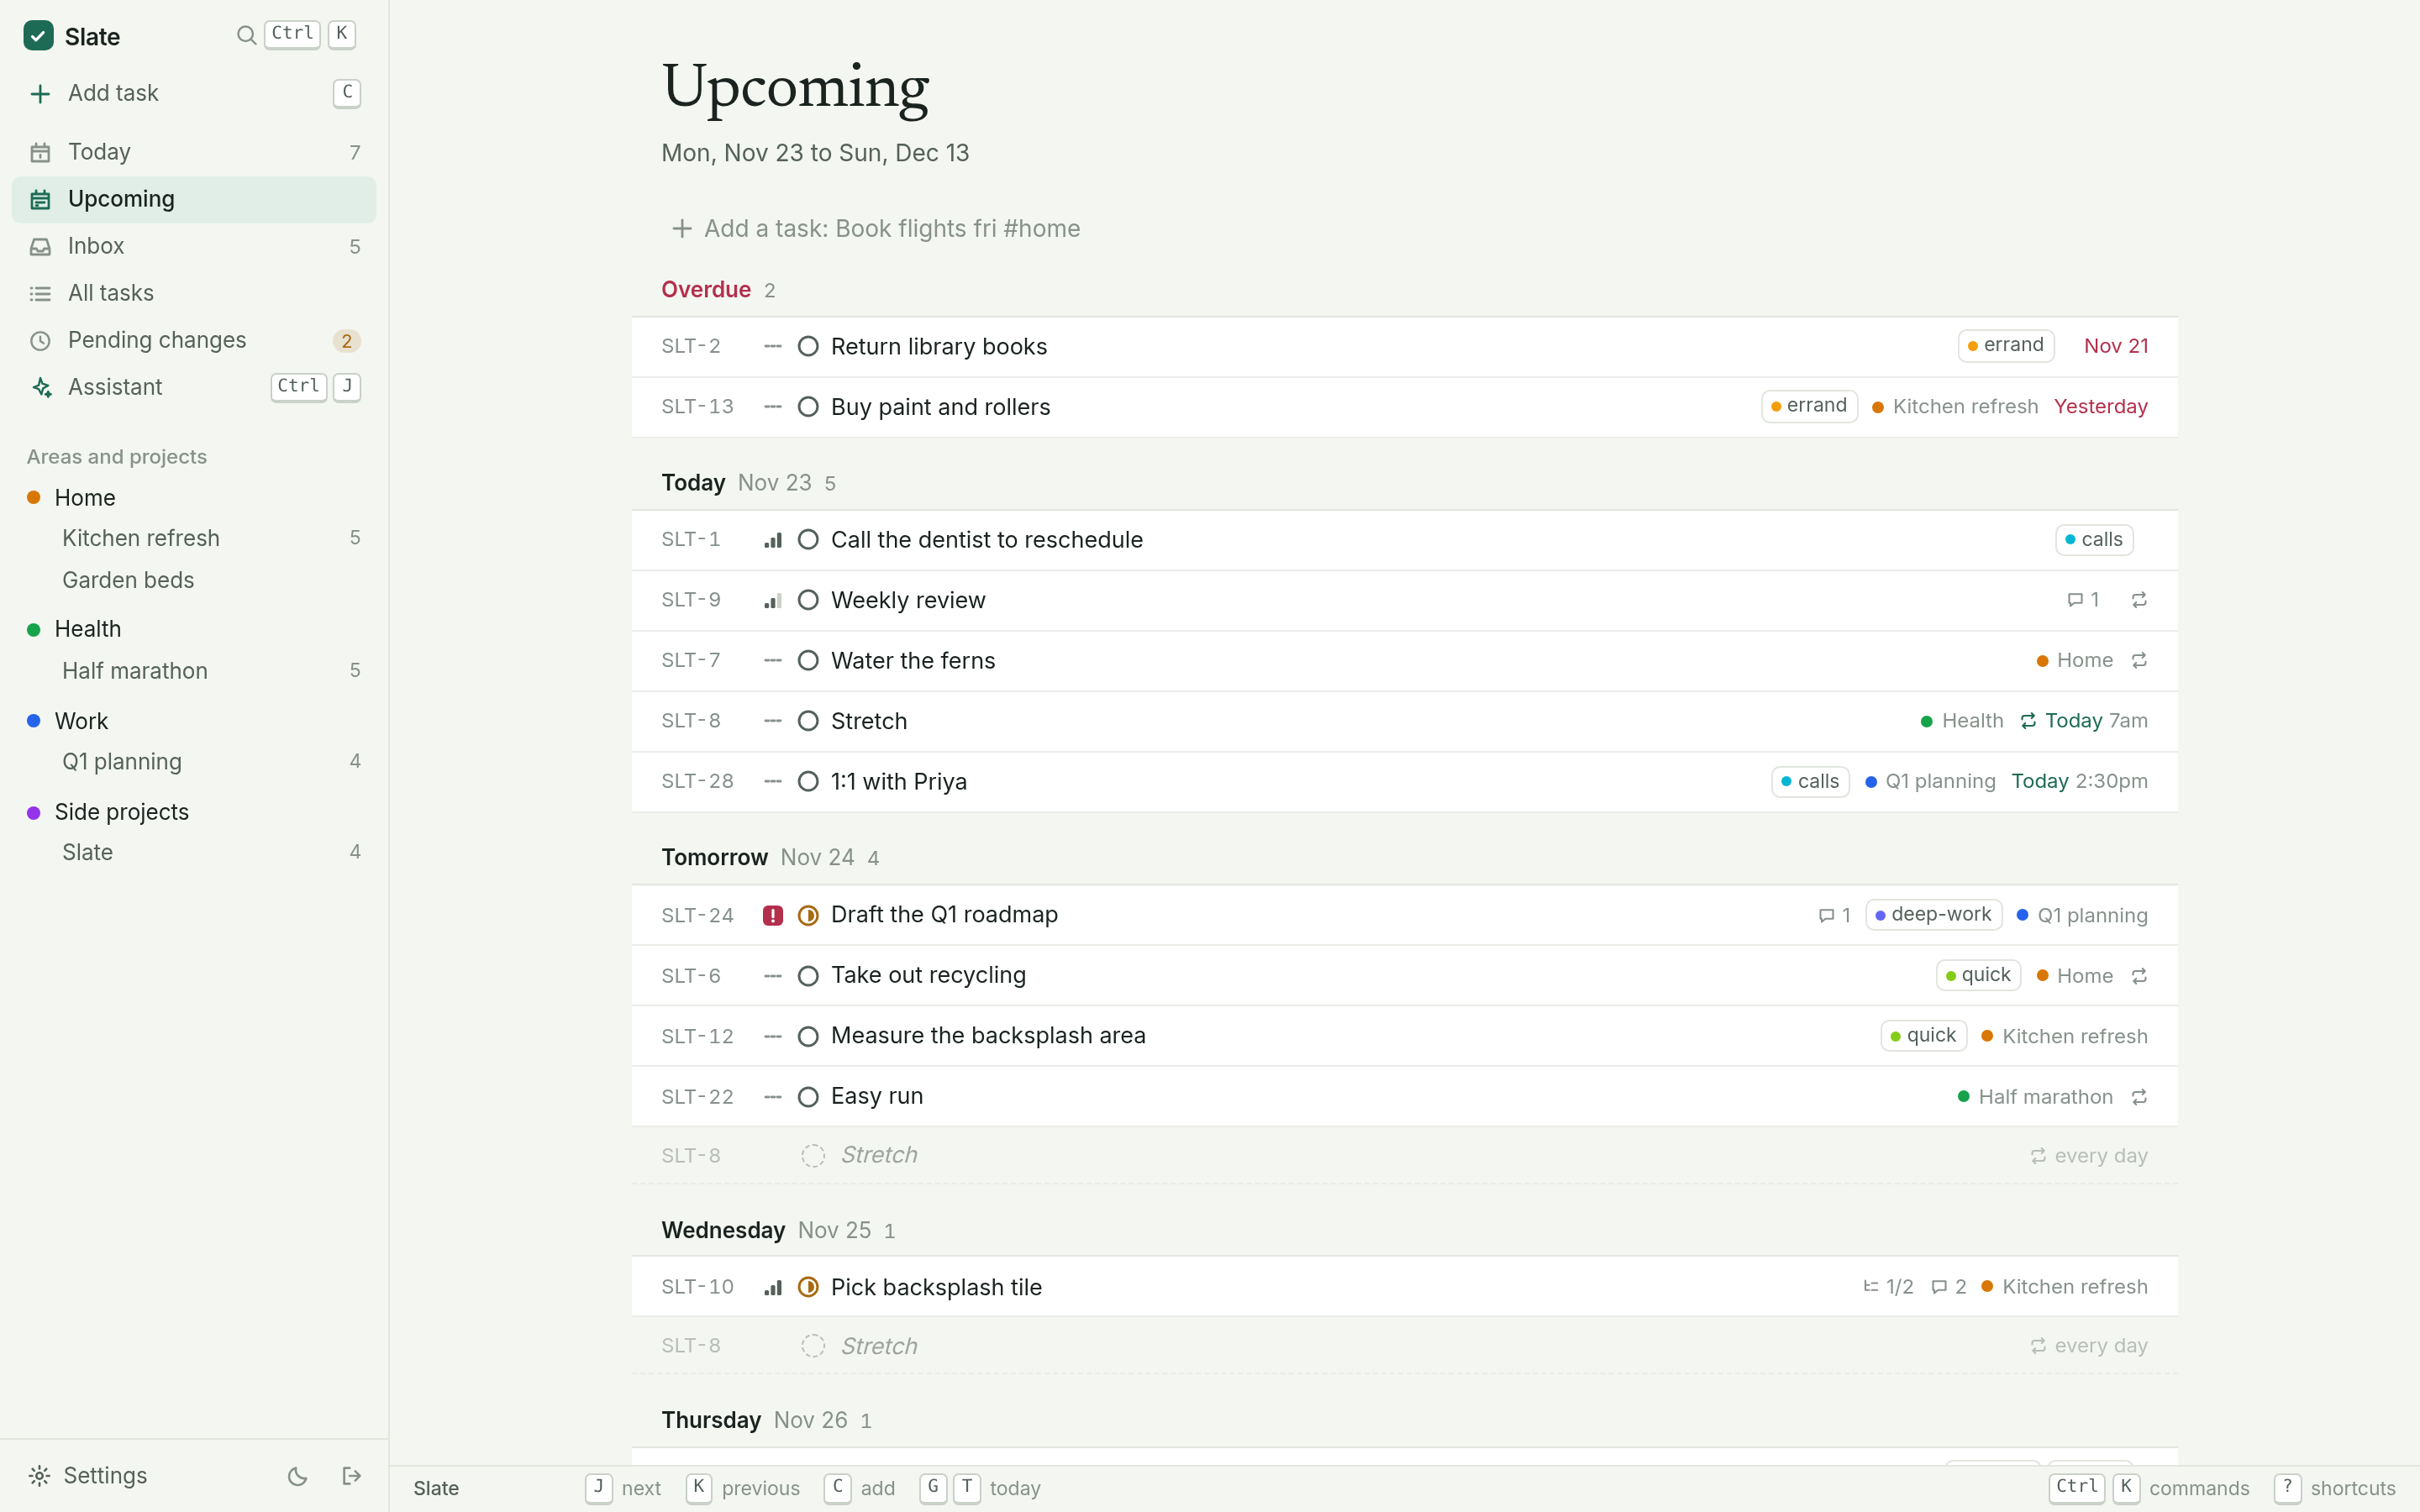 Slate Ctrl K
Add task C
Today 7
Upcoming
Inbox 5
All tasks
Pending changes 2
Assistant Ctrl J
Areas and projects
Home
Kitchen refresh 5
Garden beds
Health
Half marathon 5
Work
Q1 planning 4
Side projects
Slate 4
Settings
Upcoming
Mon, Nov 23 to Sun, Dec 13
Add a task: Book flights fri #home
Overdue 2
SLT-2 Return library books errand Nov 21
SLT-13 Buy paint and rollers errand Kitchen refresh Yesterday
Today Nov 23 5
SLT-1 Call the dentist to reschedule calls
SLT-9 Weekly review 1
SLT-7 Water the ferns Home
SLT-8 Stretch Health Today 7am
SLT-28 1:1 with Priya calls Q1 planning Today 2:30pm
Tomorrow Nov 24 4
SLT-24 Draft the Q1 roadmap 1 deep-work Q1 planning
SLT-6 Take out recycling quick Home
SLT-12 Measure the backsplash area quick Kitchen refresh
SLT-22 Easy run Half marathon
SLT-8 Stretch every day
Wednesday Nov 25 1
SLT-10 Pick backsplash tile 1/2 2 Kitchen refresh
SLT-8 Stretch every day
Thursday Nov 26 1
Slate J next K previous C add G T today Ctrl K commands ? shortcuts